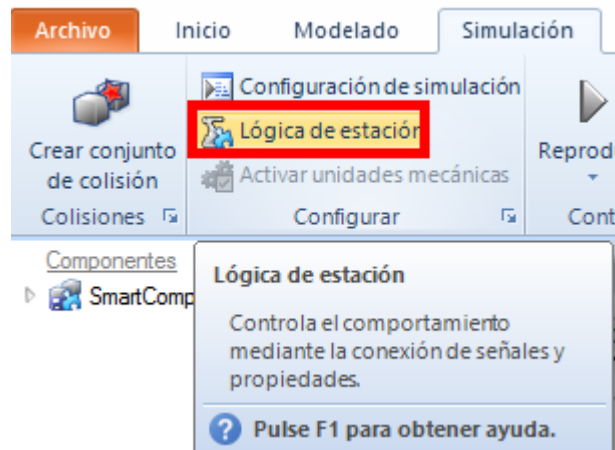 Archivo Inicio Modelado Simulación
Configuración de simulación
Lógica de estación
Activar unidades mecánicas
Crear conjunto
de colisión
Reprod
Colisiones Configurar Cont
Componentes
SmartComp
Lógica de estación
Controla el comportamiento
mediante la conexión de señales y
propiedades.
Pulse F1 para obtener ayuda.